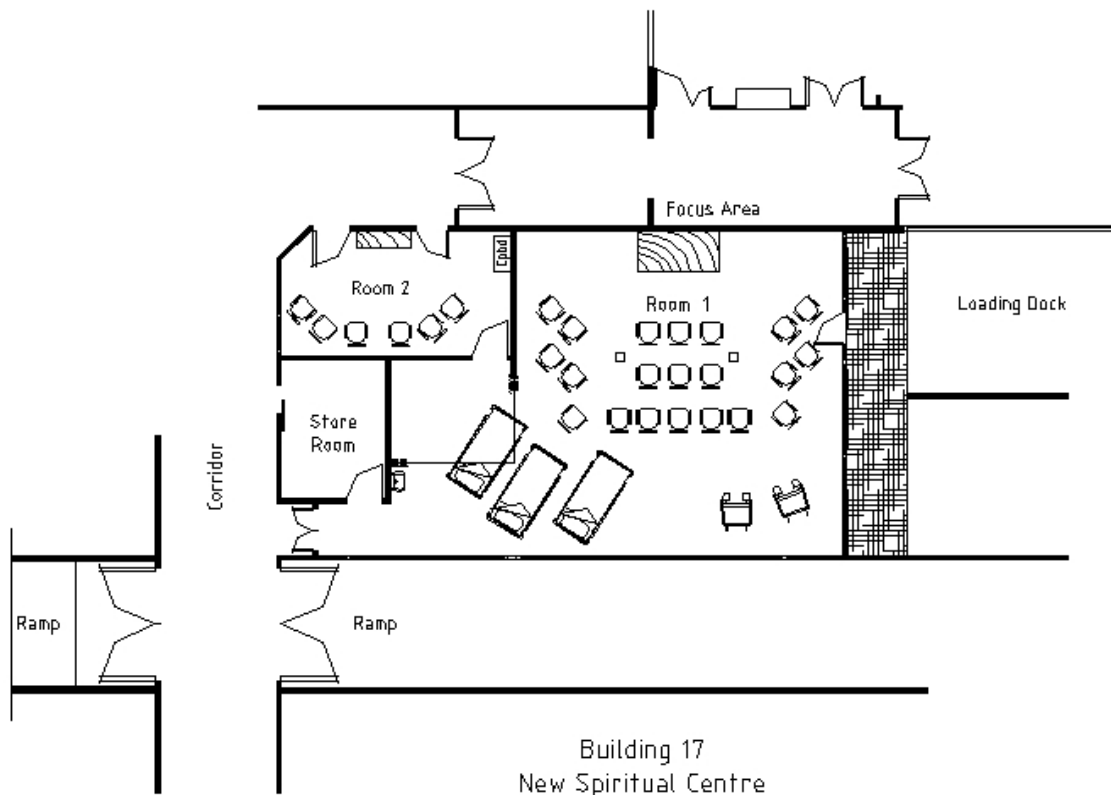 Focus Area
Cpbd
Room 2
Room 1
Loading Dock
Store
Room
Corridor
Ramp
Ramp
Building 17
New Spiritual Centre